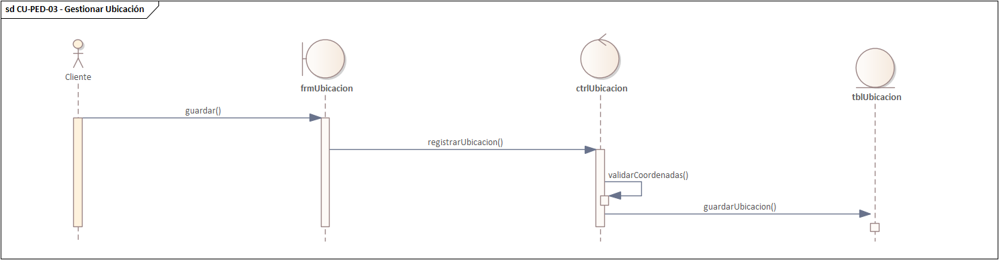 sd CU-PED-03 - Gestionar Ubicación
Cliente
frmUbicacion
ctrlUbicacion
tblUbicacion
guardar()
registrarUbicacion()
validarCoordenadas()
guardarUbicacion()